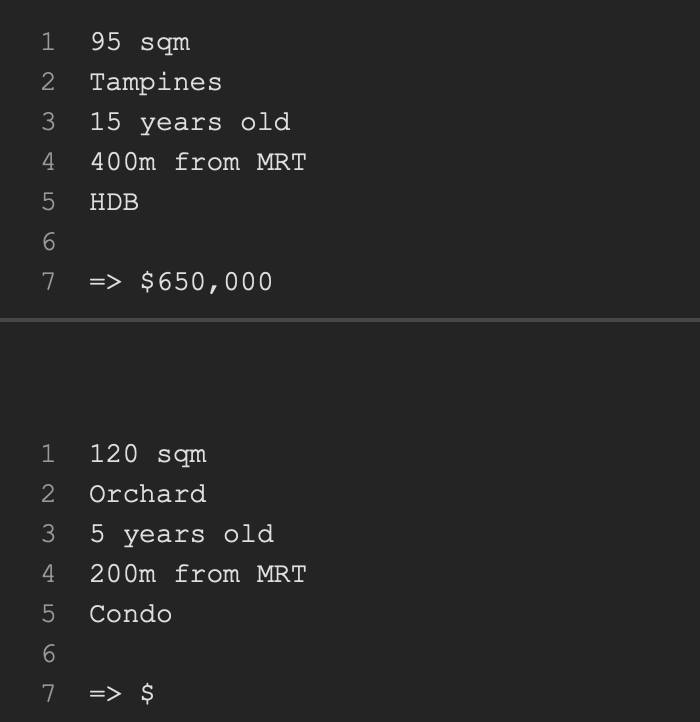 1 95 sqm
2 Tampines
3 15 years old
4 400m from MRT
5 HDB
6
7 => $650,000
1 120 sqm
2 Orchard
3 5 years old
4 200m from MRT
5 Condo
6
7 => $